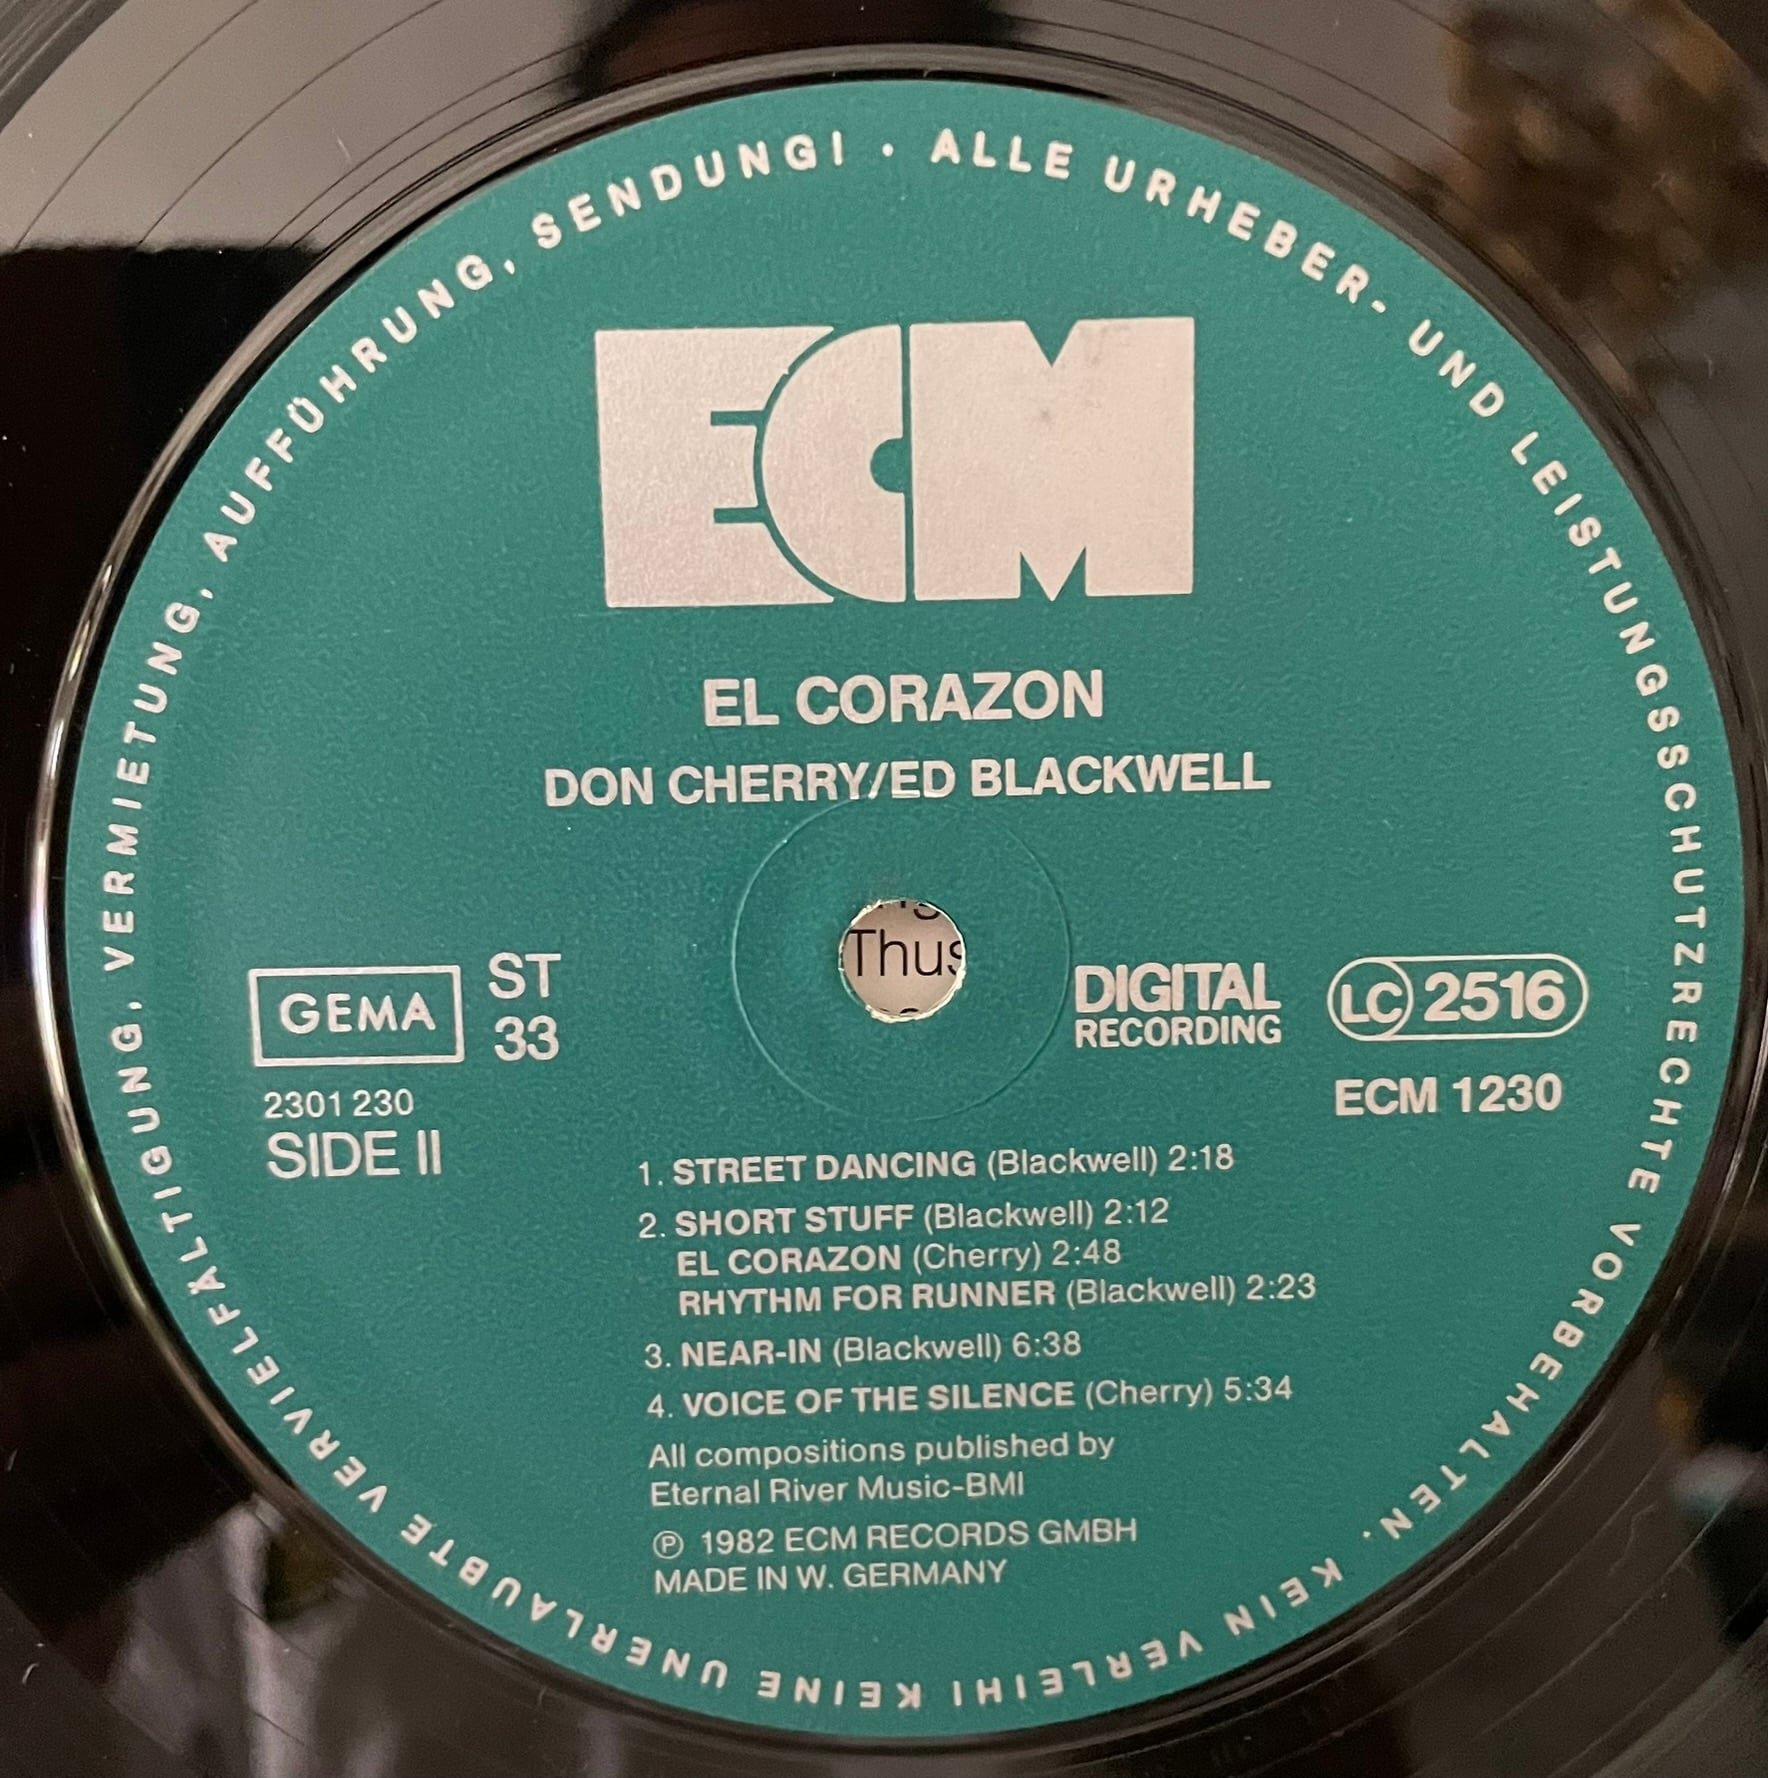 ALLE URHEBER- UND LEISTUNGSSCHUTZRECHTE VORBEHALTEN. KEIN VERLEIH! KEINE UNERLAUBTE VERVIELFÄLTIGUNG, VERMIETUNG, AUFFÜHRUNG, SENDUNG! ·
ECM
EL CORAZON
DON CHERRY/ED BLACKWELL
Thus
GEMA
ST
33
DIGITAL
RECORDING
LC 2516
2301 230
SIDE II
ECM 1230
1. STREET DANCING (Blackwell) 2:18
2. SHORT STUFF (Blackwell) 2:12
EL CORAZON (Cherry) 2:48
RHYTHM FOR RUNNER (Blackwell) 2:23
3. NEAR-IN (Blackwell) 6:38
4. VOICE OF THE SILENCE (Cherry) 5:34
All compositions published by
Eternal River Music-BMI
℗ 1982 ECM RECORDS GMBH
MADE IN W. GERMANY